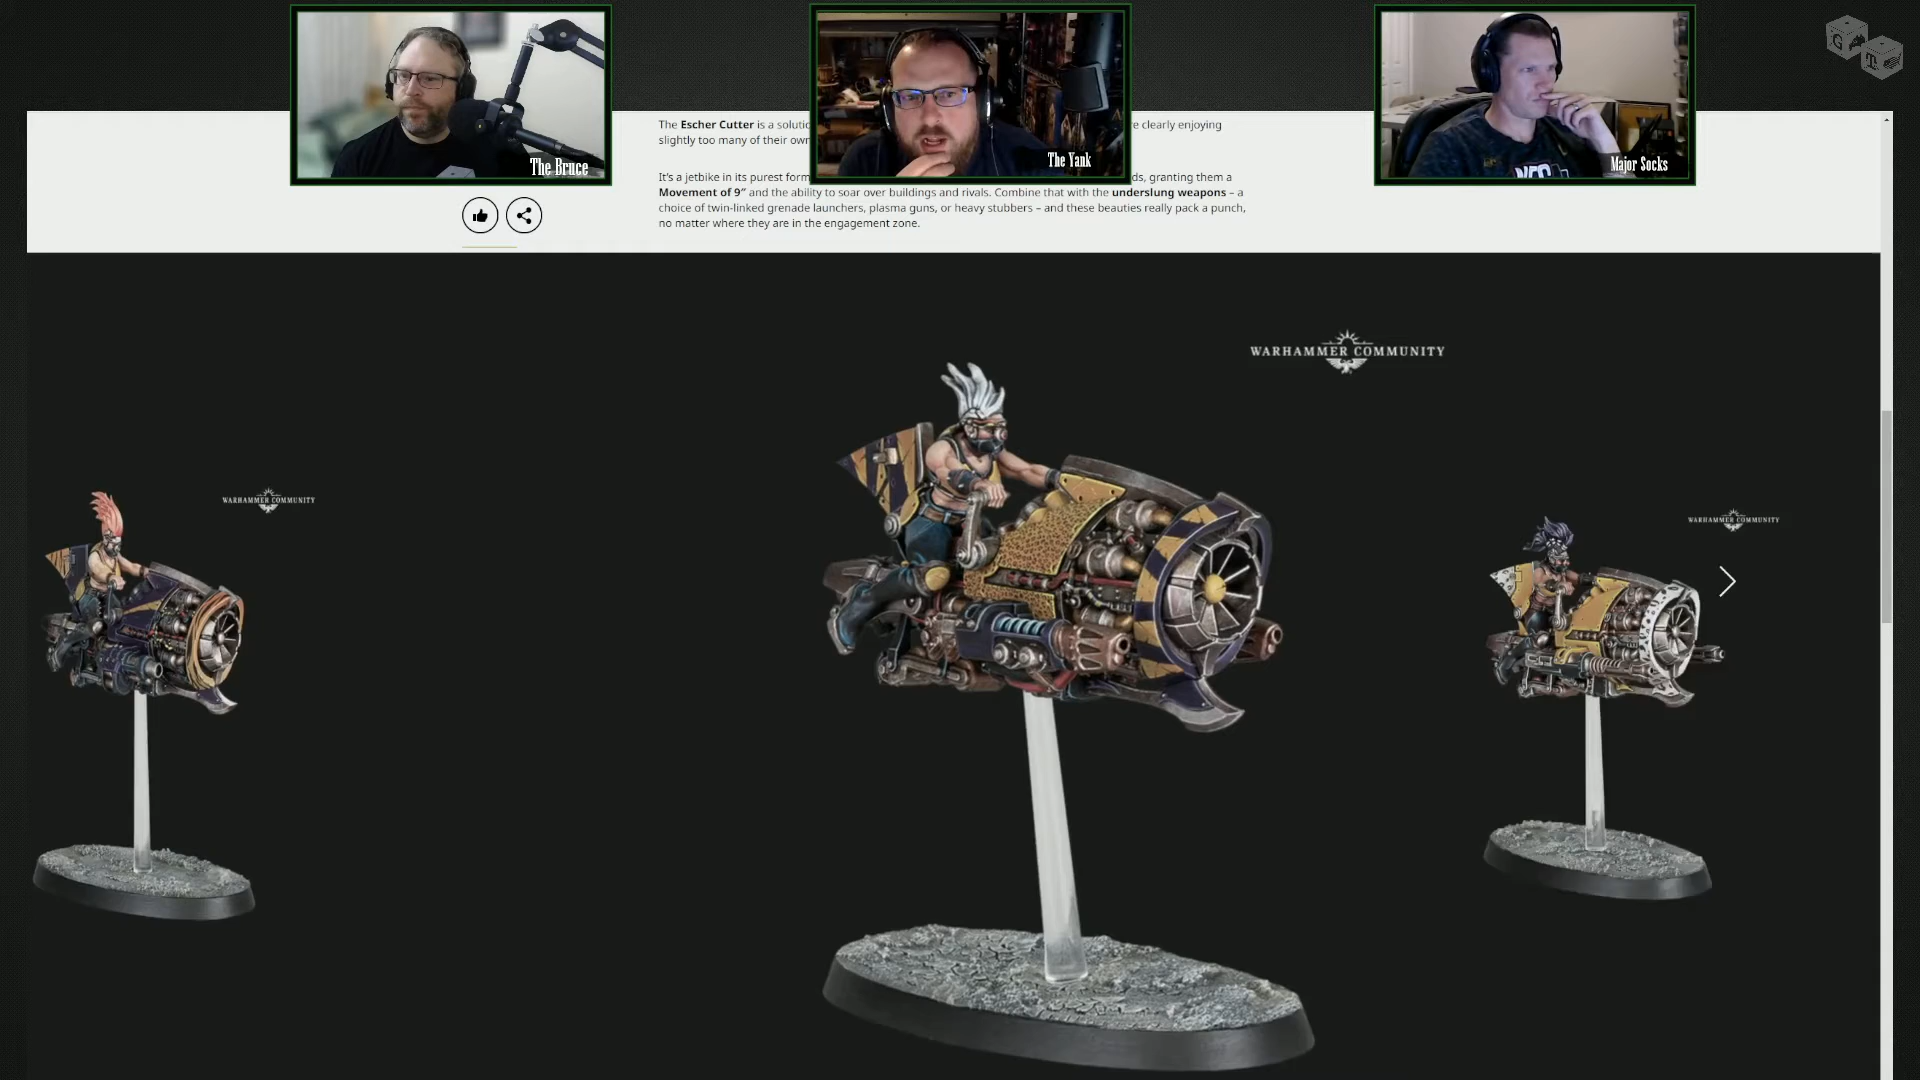 The Bruce
The Yank
Major Socks
G
T
The Escher Cutter is a solutio
re clearly enjoying
slightly too many of their own
It's a jetbike in its purest form
ds, granting them a
Movement of 9" and the ability to soar over buildings and rivals. Combine that with the underslung weapons – a
choice of twin-linked grenade launchers, plasma guns, or heavy stubbers – and these beauties really pack a punch,
no matter where they are in the engagement zone.
WARHAMMER COMMUNITY
WARHAMMER COMMUNITY
WARHAMMER COMMUNITY